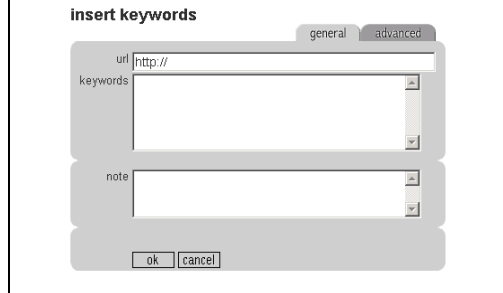 insert keywords
general advanced
url http://
keywords
note
ok cancel